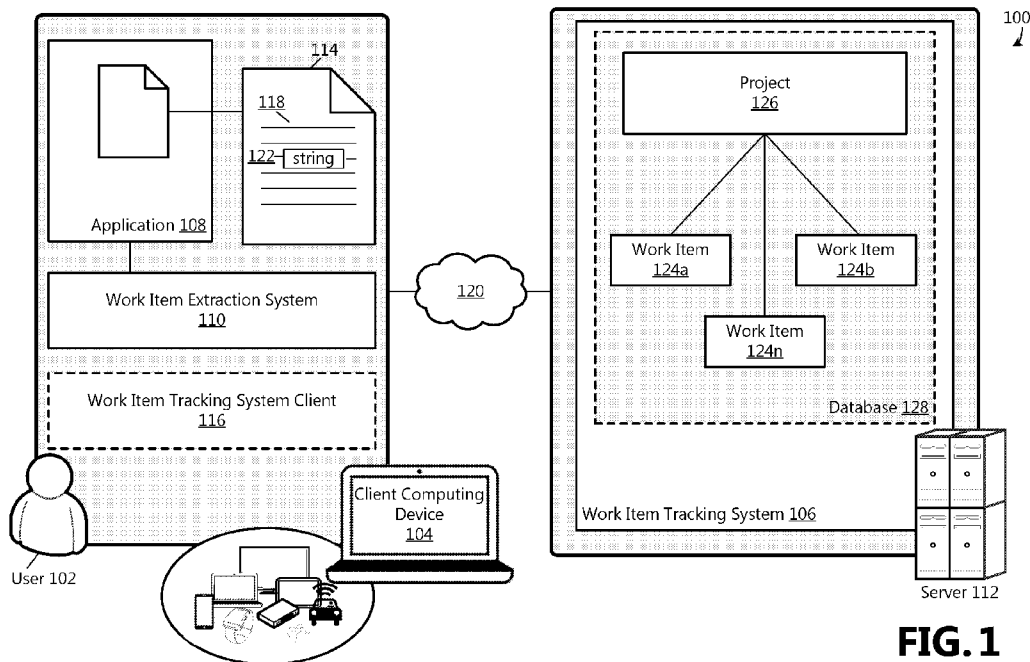 100
114
118
122
string
Application 108
Work Item Extraction System
110
Work Item Tracking System Client
116
User 102
Client Computing
Device
104
120
Project
126
Work Item
124a
Work Item
124b
Work Item
124n
Database 128
Work Item Tracking System 106
Server 112
FIG. 1